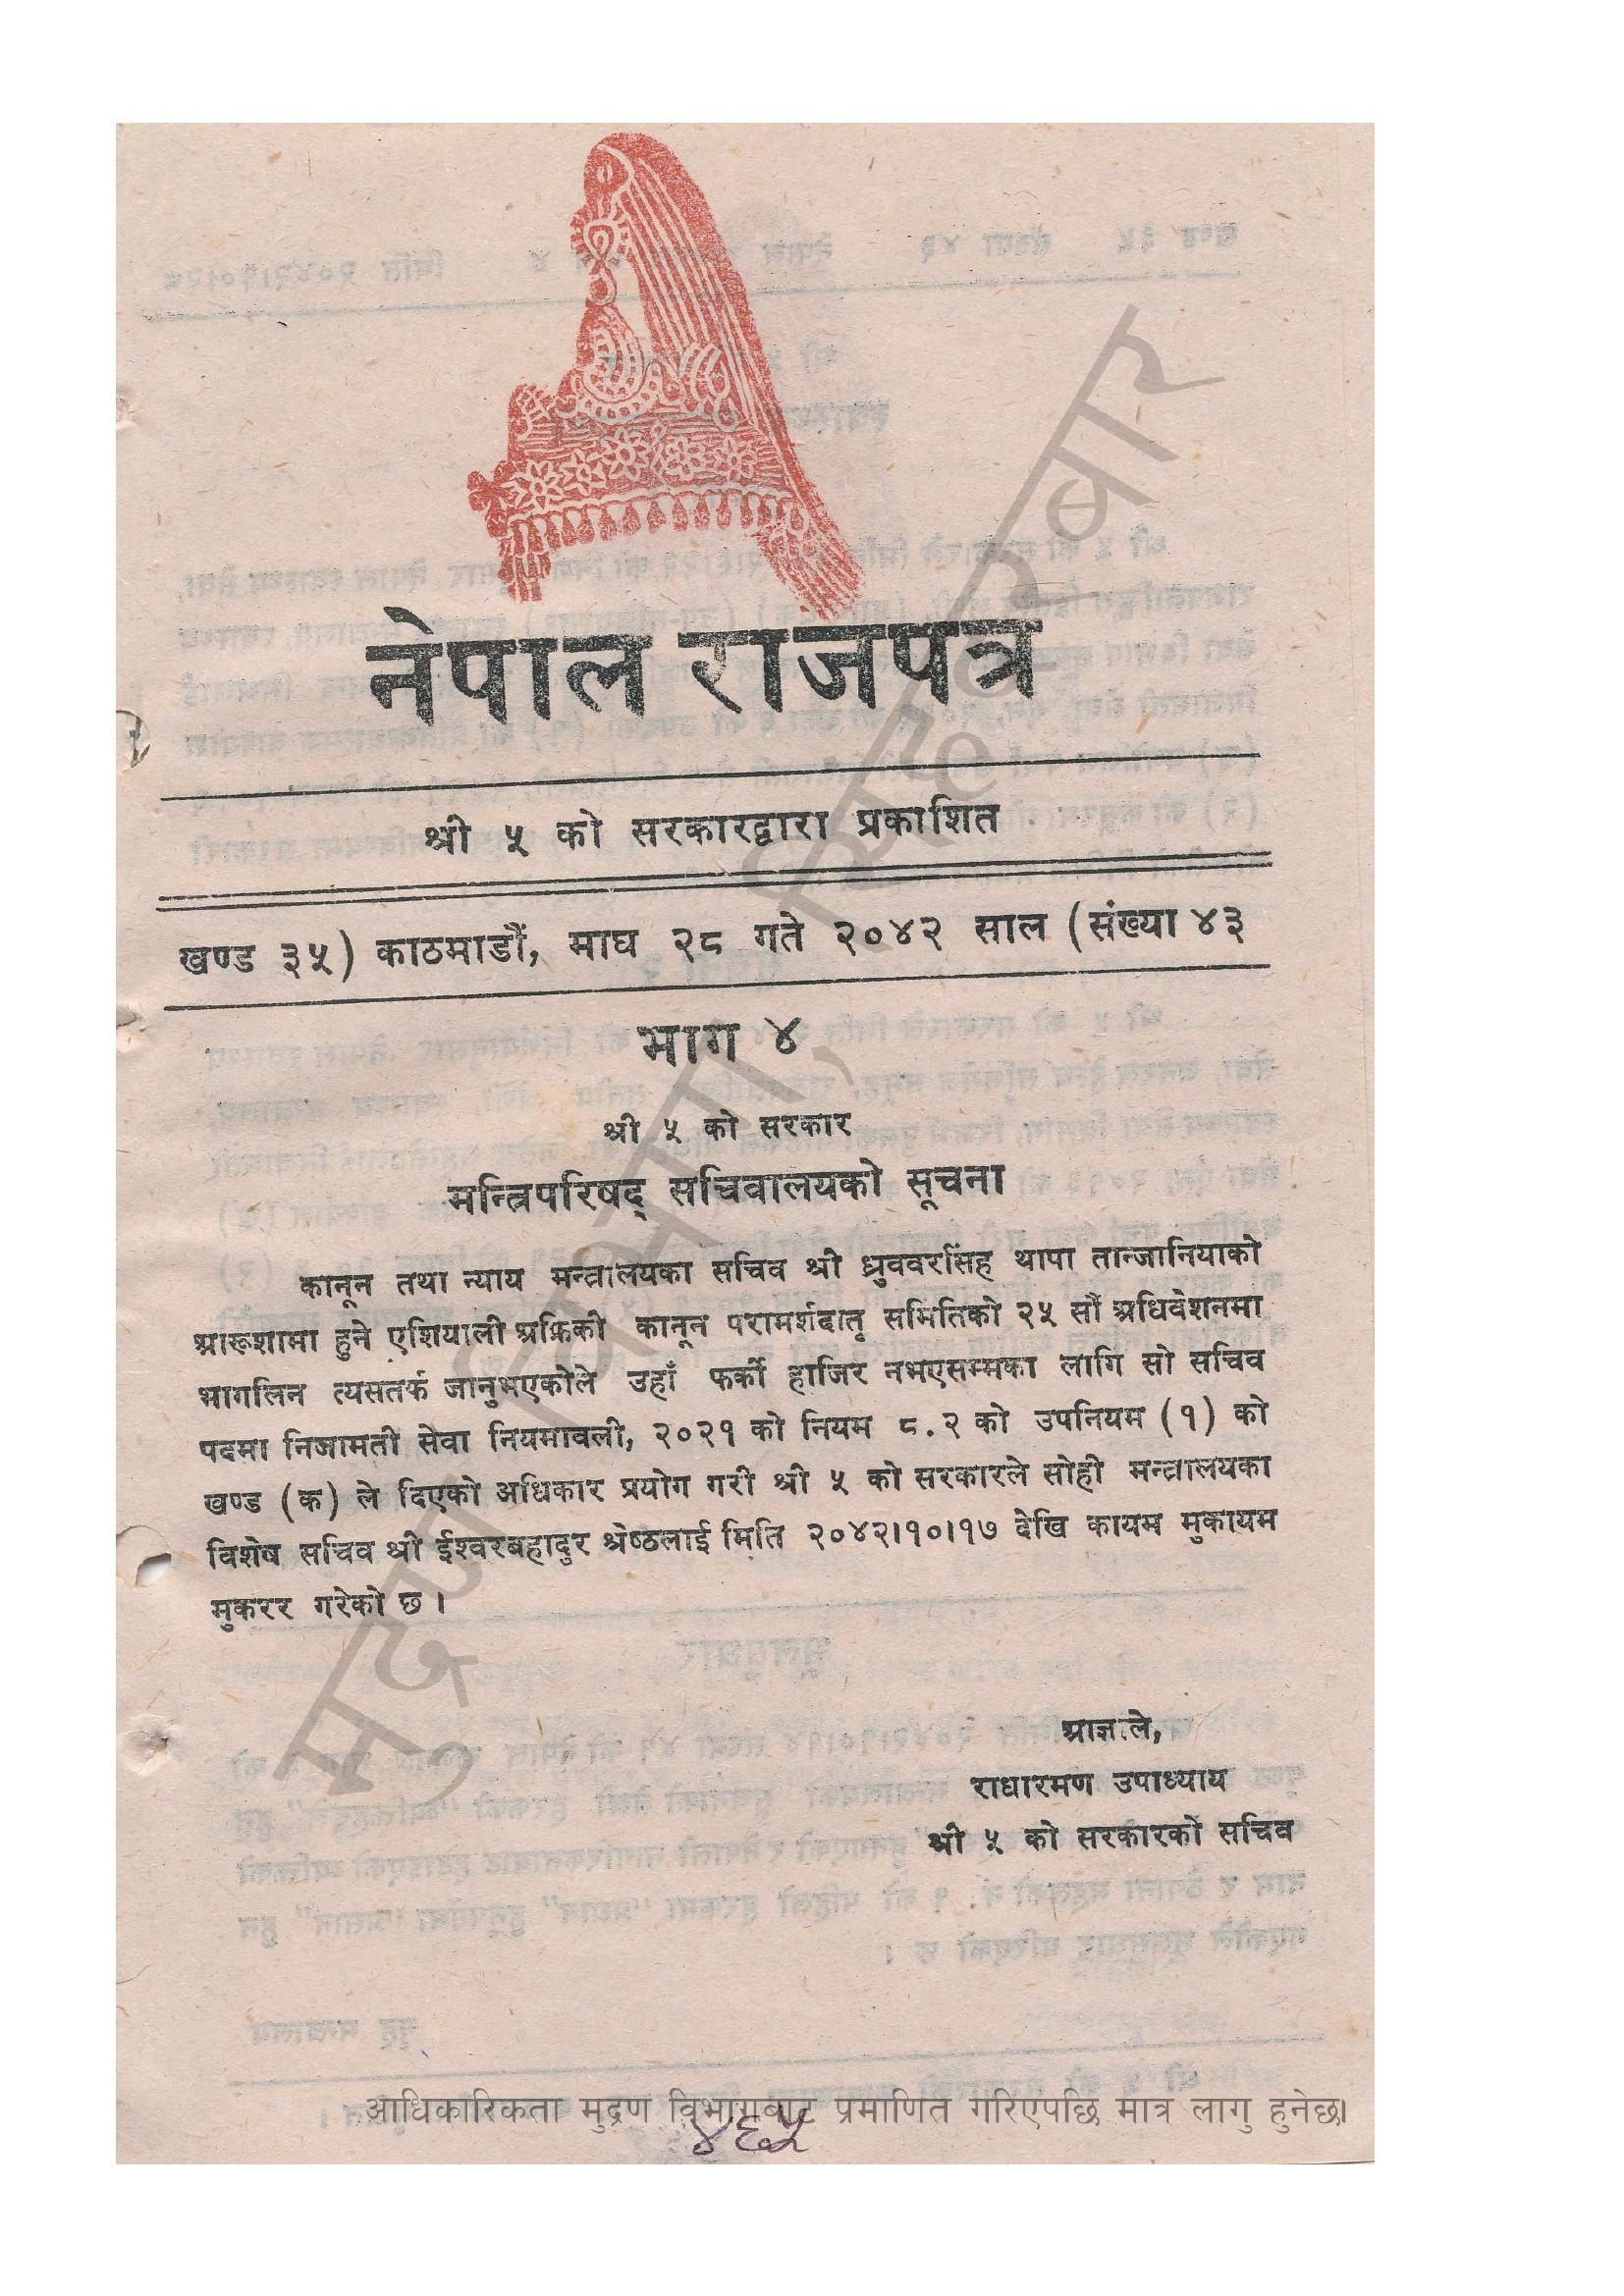 नेपाल राजपत्र
श्री ५ को सरकारद्वारा प्रकाशित
खण्ड ३५) काठमाडौं, माघ २८ गते २०४२ साल (संख्या ४३
भाग ४
श्री ५ को सरकार
मन्त्रिपरिषद् सचिवालयको सूचना
कानून तथा न्याय मन्त्रालयका सचिव श्री ध्रुववरसिंह थापा तान्जानियाको
आरूशामा हुने एशियाली अफ्रिकी कानून परामर्शदातृ समितिको २५ सौं अधिवेशनमा
भागलिन त्यसतर्फ जानुभएकोले उहाँ फर्की हाजिर नभएसम्मका लागि सो सचिव
पदमा निजामती सेवा नियमावली, २०२१ को नियम ८.२ को उपनियम (१) को
खण्ड (क) ले दिएको अधिकार प्रयोग गरी श्री ५ को सरकारले सोही मन्त्रालयका
विशेष सचिव श्री ईश्वरबहादुर श्रेष्ठलाई मिति २०४२।१०।१७ देखि कायम मुकायम
मुकरर गरेको छ ।
आज्ञाले,
राधारमण उपाध्याय
श्री ५ को सरकारको सचिव
मुद्रण विभाग, सिंहदरबार
आधिकारिकता मुद्रण विभागबाट प्रमाणित गरिएपछि मात्र लागु हुनेछ।
४६५